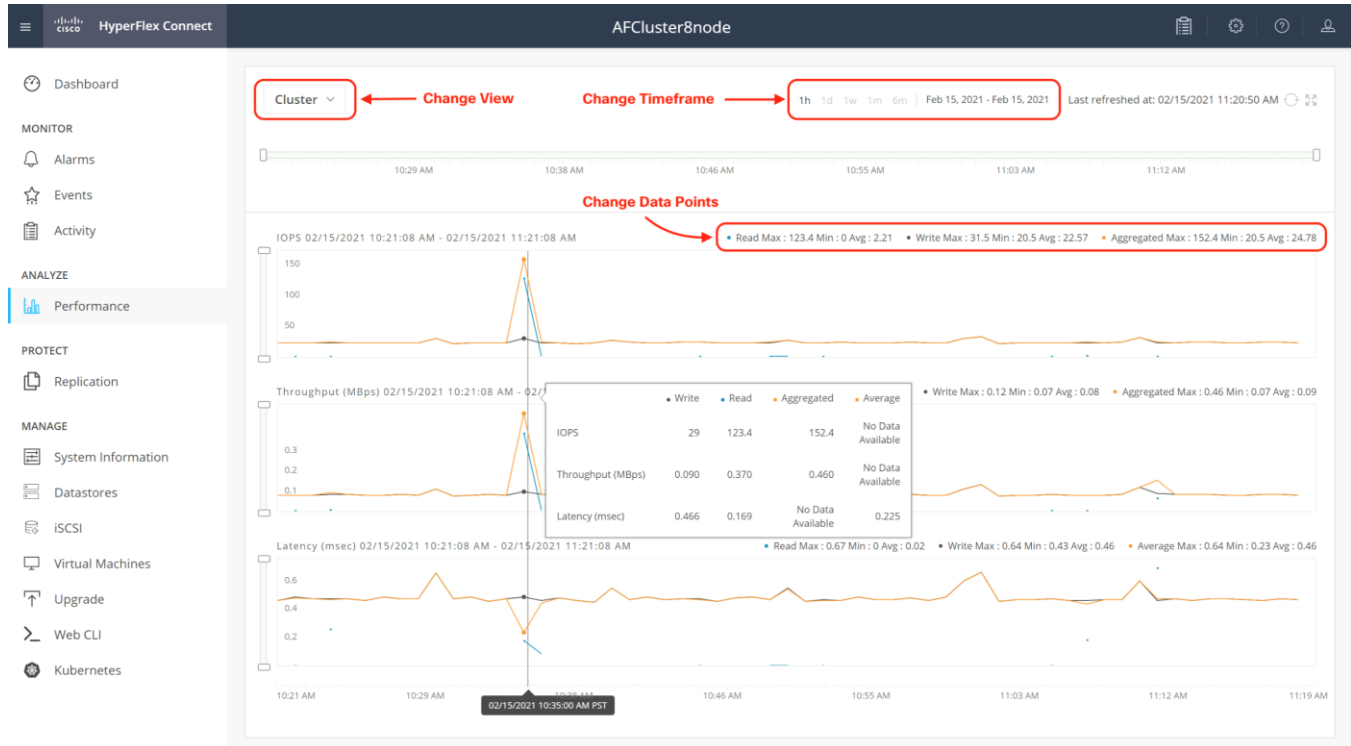 cisco HyperFlex Connect
AFCluster8node
Dashboard
MONITOR
Alarms
Events
Activity
ANALYZE
Performance
PROTECT
Replication
MANAGE
System Information
Datastores
iSCSI
Virtual Machines
Upgrade
Web CLI
Kubernetes
Cluster
Change View
Change Timeframe
1h 1d 1w 1m 6m Feb 15, 2021 - Feb 15, 2021 Last refreshed at: 02/15/2021 11:20:50 AM
10:29 AM 10:38 AM 10:46 AM 10:55 AM 11:03 AM 11:12 AM
Change Data Points
IOPS 02/15/2021 10:21:08 AM - 02/15/2021 11:21:08 AM
• Read Max : 123.4 Min : 0 Avg : 2.21 • Write Max : 31.5 Min : 20.5 Avg : 22.57 • Aggregated Max : 152.4 Min : 20.5 Avg : 24.78
150
100
50
Throughput (MBps) 02/15/2021 10:21:08 AM - 02/
• Write Max : 0.12 Min : 0.07 Avg : 0.08 • Aggregated Max : 0.46 Min : 0.07 Avg : 0.09
0.3
0.2
0.1
• Write • Read • Aggregated • Average
IOPS 29 123.4 152.4 No Data Available
Throughput (MBps) 0.090 0.370 0.460 No Data Available
Latency (msec) 0.466 0.169 No Data Available 0.225
Latency (msec) 02/15/2021 10:21:08 AM - 02/15/2021 11:21:08 AM
• Read Max : 0.67 Min : 0 Avg : 0.02 • Write Max : 0.64 Min : 0.43 Avg : 0.46 • Average Max : 0.64 Min : 0.23 Avg : 0.46
0.6
0.4
0.2
10:21 AM 10:29 AM 10:38 AM 10:46 AM 10:55 AM 11:03 AM 11:12 AM 11:19 AM
02/15/2021 10:35:00 AM PST